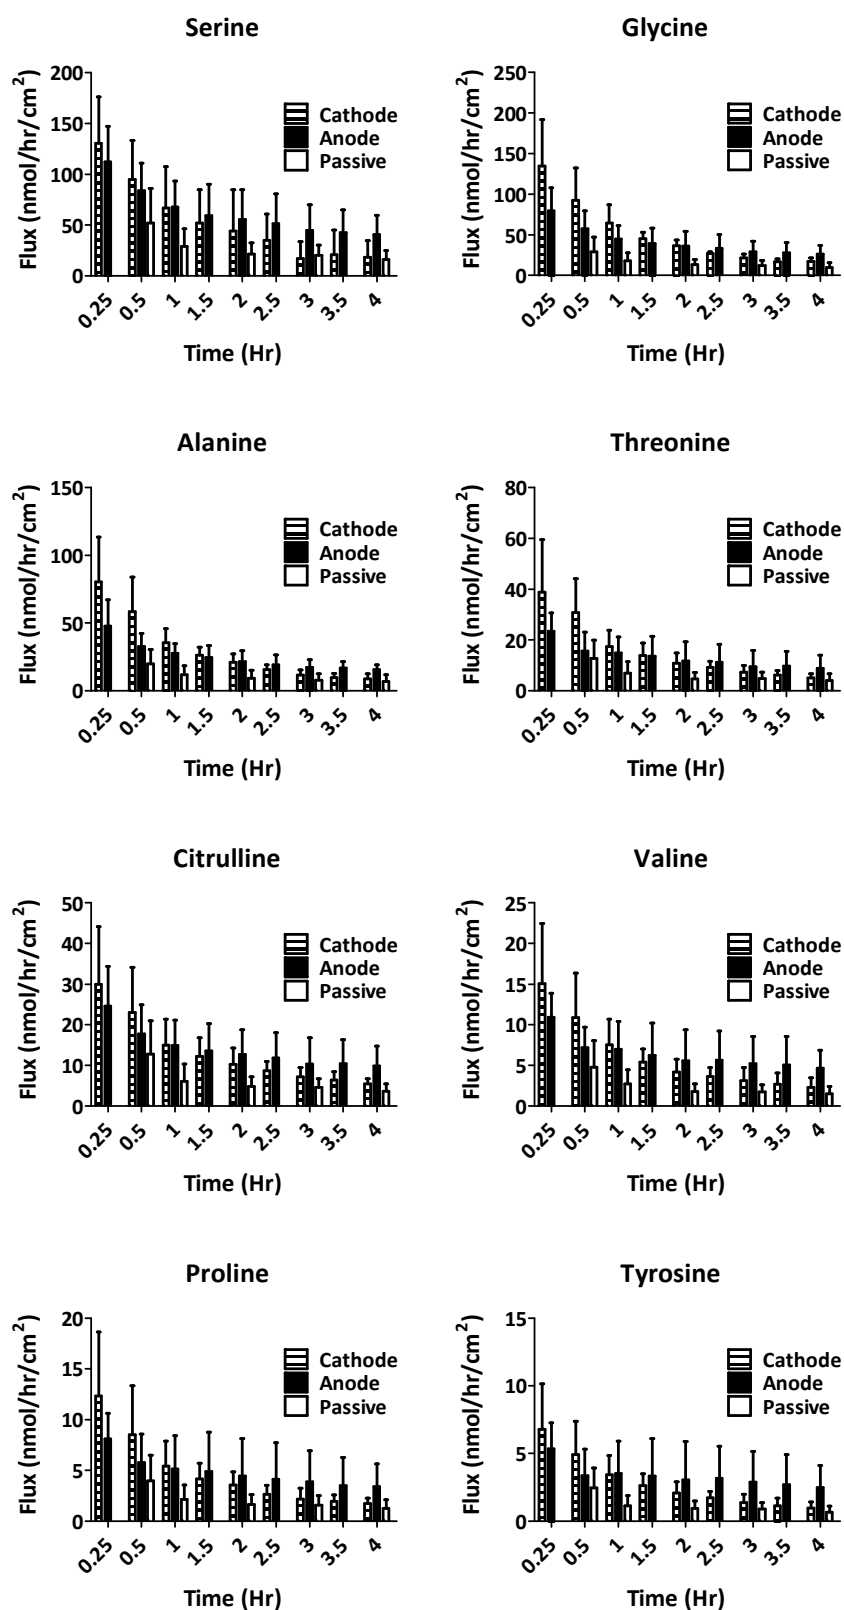 Serine
Flux (nmol/hr/cm²)
200
150
100
50
0
Cathode
Anode
Passive
0.25 0.5 1 1.5 2 2.5 3 3.5 4
Time (Hr)
Glycine
Flux (nmol/hr/cm²)
250
200
150
100
50
0
Cathode
Anode
Passive
0.25 0.5 1 1.5 2 2.5 3 3.5 4
Time (Hr)
Alanine
Flux (nmol/hr/cm²)
150
100
50
0
Cathode
Anode
Passive
0.25 0.5 1 1.5 2 2.5 3 3.5 4
Time (Hr)
Threonine
Flux (nmol/hr/cm²)
80
60
40
20
0
Cathode
Anode
Passive
0.25 0.5 1 1.5 2 2.5 3 3.5 4
Time (Hr)
Citrulline
Flux (nmol/hr/cm²)
50
40
30
20
10
0
Cathode
Anode
Passive
0.25 0.5 1 1.5 2 2.5 3 3.5 4
Time (Hr)
Valine
Flux (nmol/hr/cm²)
25
20
15
10
5
0
Cathode
Anode
Passive
0.25 0.5 1 1.5 2 2.5 3 3.5 4
Time (Hr)
Proline
Flux (nmol/hr/cm²)
20
15
10
5
0
Cathode
Anode
Passive
0.25 0.5 1 1.5 2 2.5 3 3.5 4
Time (Hr)
Tyrosine
Flux (nmol/hr/cm²)
15
10
5
0
Cathode
Anode
Passive
0.25 0.5 1 1.5 2 2.5 3 3.5 4
Time (Hr)